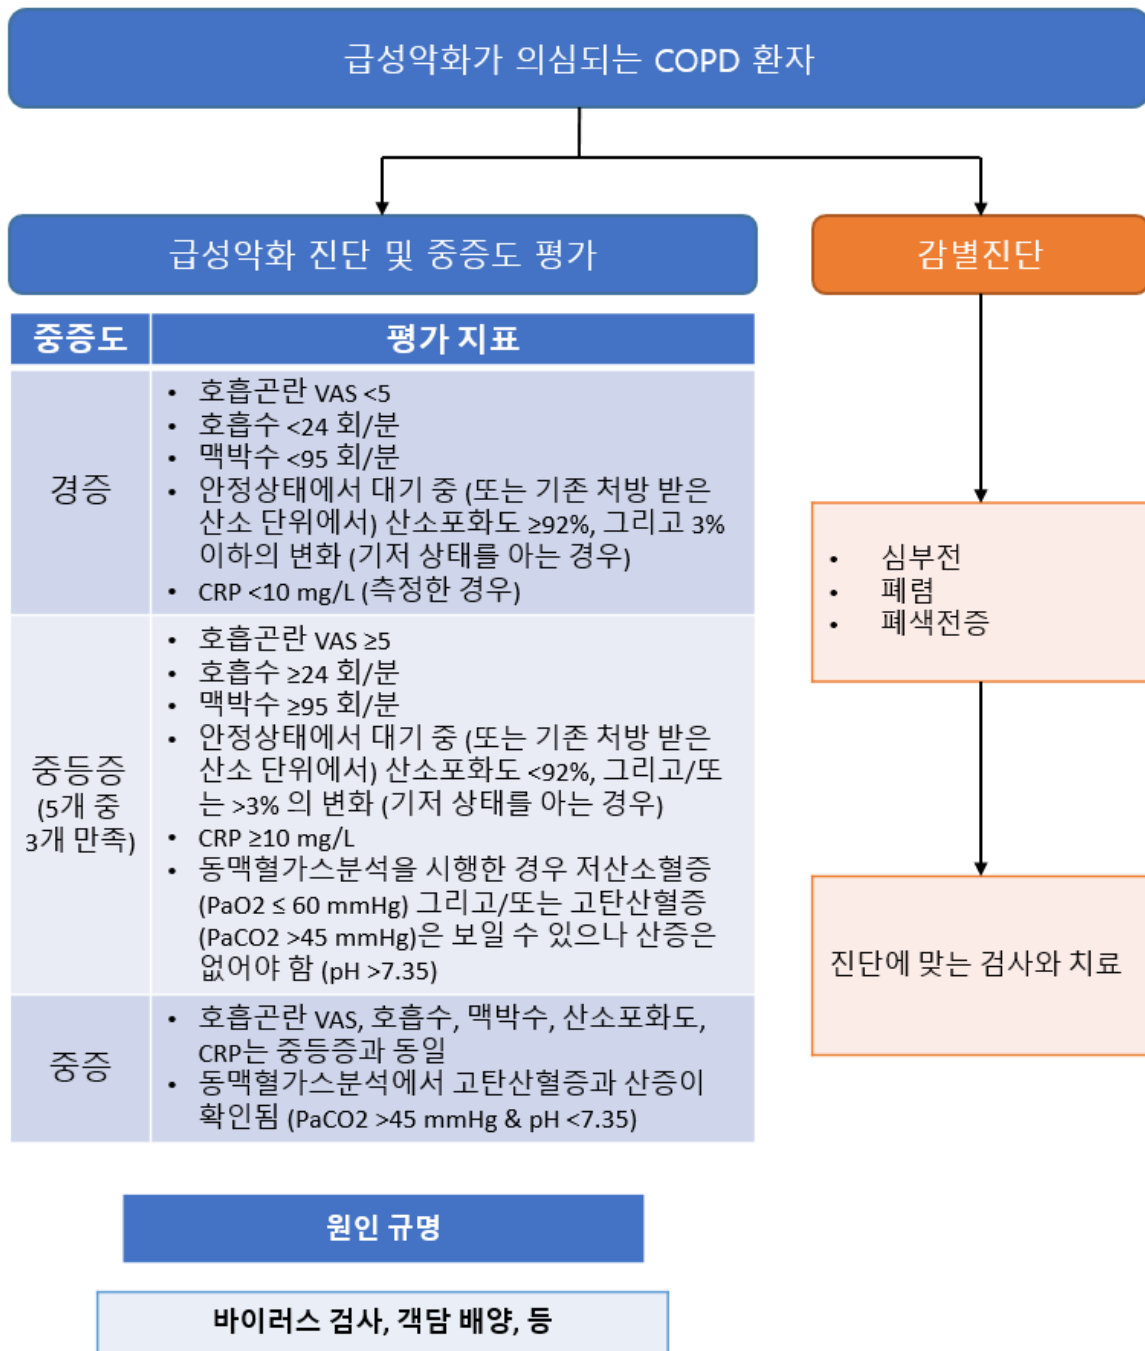 급성악화가 의심되는 COPD 환자
급성악화 진단 및 중증도 평가
감별진단
중증도
평가 지표
경증
• 호흡곤란 VAS <5
• 호흡수 <24 회/분
• 맥박수 <95 회/분
• 안정상태에서 대기 중 (또는 기존 처방 받은
산소 단위에서) 산소포화도 ≥92%, 그리고 3%
이하의 변화 (기저 상태를 아는 경우)
• CRP <10 mg/L (측정한 경우)
중등증
(5개 중
3개 만족)
• 호흡곤란 VAS ≥5
• 호흡수 ≥24 회/분
• 맥박수 ≥95 회/분
• 안정상태에서 대기 중 (또는 기존 처방 받은
산소 단위에서) 산소포화도 <92%, 그리고/또
는 >3% 의 변화 (기저 상태를 아는 경우)
• CRP ≥10 mg/L
• 동맥혈가스분석을 시행한 경우 저산소혈증
(PaO2 ≤ 60 mmHg) 그리고/또는 고탄산혈증
(PaCO2 >45 mmHg)은 보일 수 있으나 산증은
없어야 함 (pH >7.35)
중증
• 호흡곤란 VAS, 호흡수, 맥박수, 산소포화도,
CRP는 중등증과 동일
• 동맥혈가스분석에서 고탄산혈증과 산증이
확인됨 (PaCO2 >45 mmHg & pH <7.35)
• 심부전
• 폐렴
• 폐색전증
진단에 맞는 검사와 치료
원인 규명
바이러스 검사, 객담 배양, 등